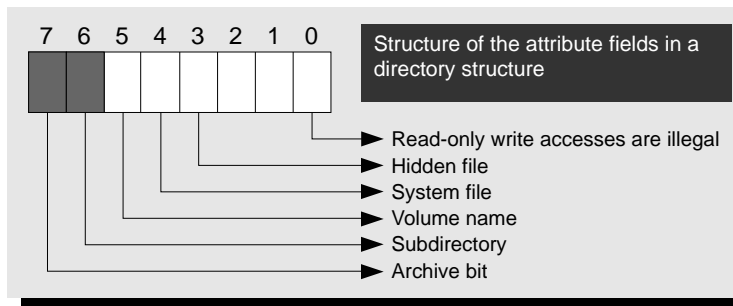 7 6 5 4 3 2 1 0
Structure of the attribute fields in a
directory structure
Read-only write accesses are illegal
Hidden file
System file
Volume name
Subdirectory
Archive bit